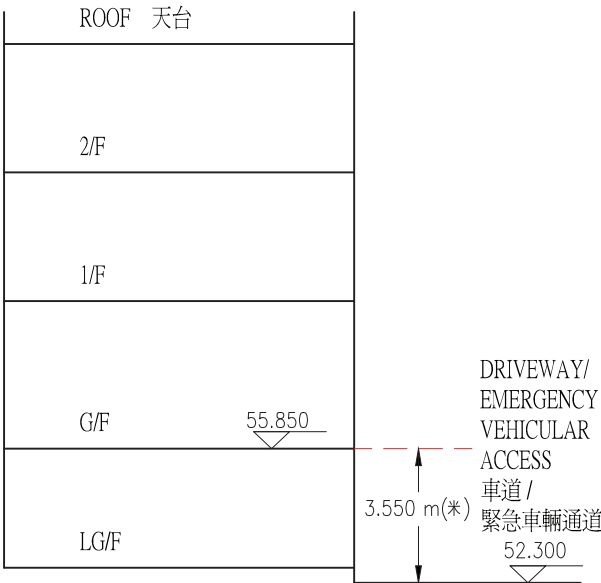 ROOF 天台
2/F
1/F
G/F
55.850
LG/F
3.550 m(米)
DRIVEWAY/
EMERGENCY
VEHICULAR
ACCESS
車道/
緊急車輛通道
52.300